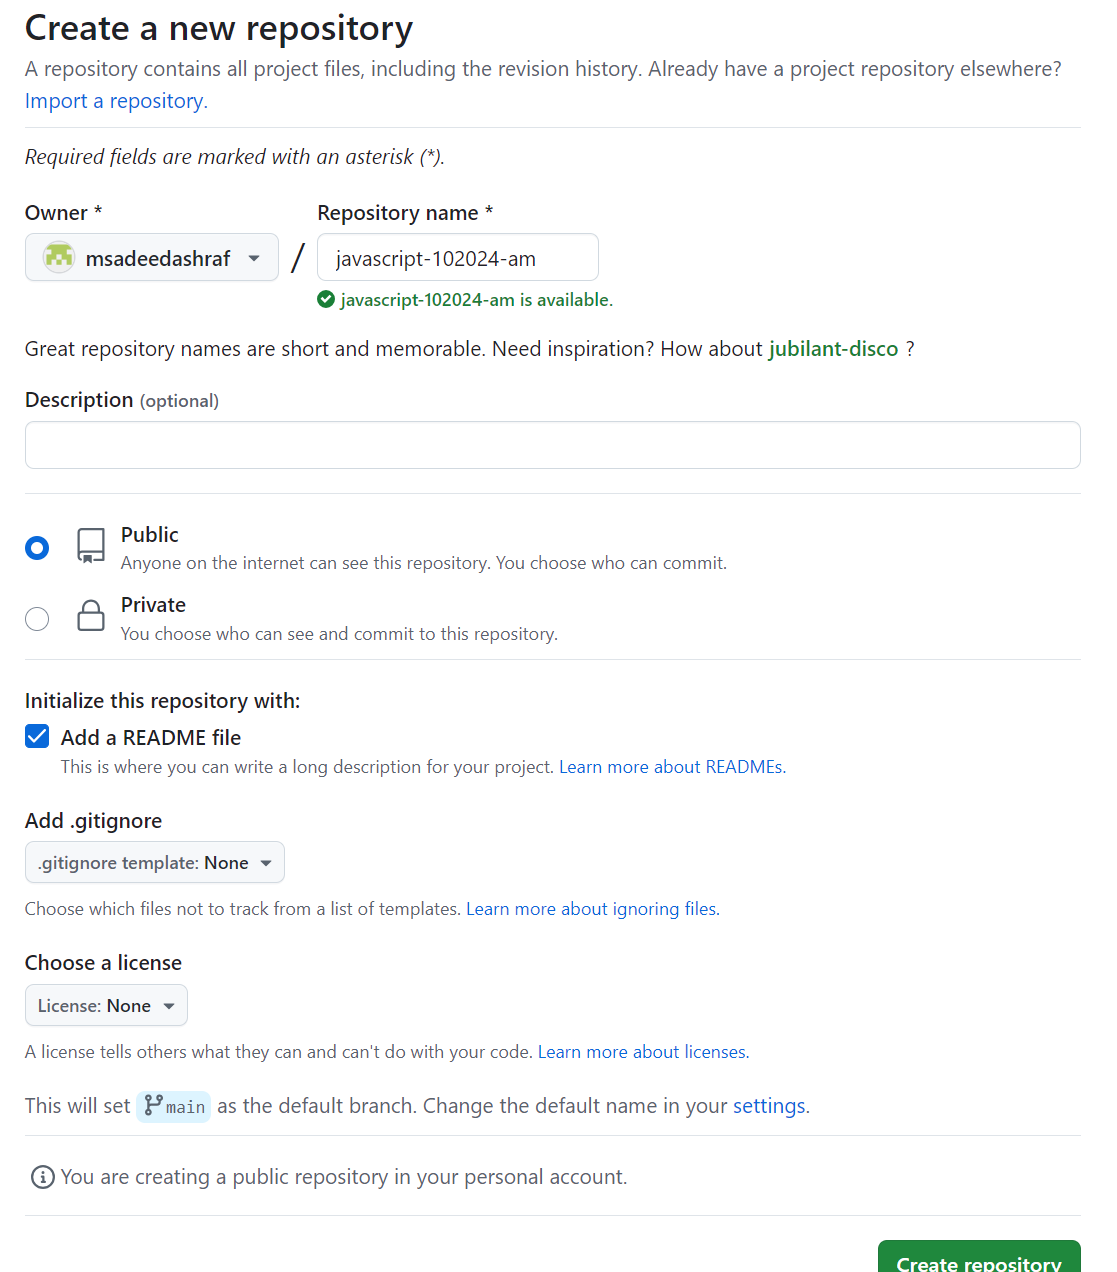 Create a new repository
A repository contains all project files, including the revision history. Already have a project repository elsewhere?
Import a repository.
Required fields are marked with an asterisk (*).
Owner * Repository name *
msadeedashraf / javascript-102024-am
javascript-102024-am is available.
Great repository names are short and memorable. Need inspiration? How about jubilant-disco ?
Description (optional)
Public
Anyone on the internet can see this repository. You choose who can commit.
Private
You choose who can see and commit to this repository.
Initialize this repository with:
Add a README file
This is where you can write a long description for your project. Learn more about READMEs.
Add .gitignore
.gitignore template: None
Choose which files not to track from a list of templates. Learn more about ignoring files.
Choose a license
License: None
A license tells others what they can and can't do with your code. Learn more about licenses.
This will set main as the default branch. Change the default name in your settings.
You are creating a public repository in your personal account.
Create repository